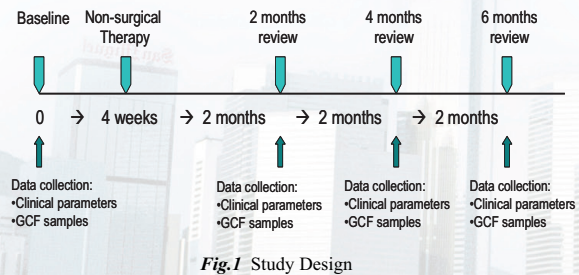 Baseline
Non-surgical
Therapy
2 months
review
4 months
review
6 months
review
0 → 4 weeks → 2 months → 2 months → 2 months
Data collection:
•Clinical parameters
•GCF samples
Data collection:
•Clinical parameters
•GCF samples
Data collection:
•Clinical parameters
•GCF samples
Data collection:
•Clinical parameters
•GCF samples
Fig.1 Study Design